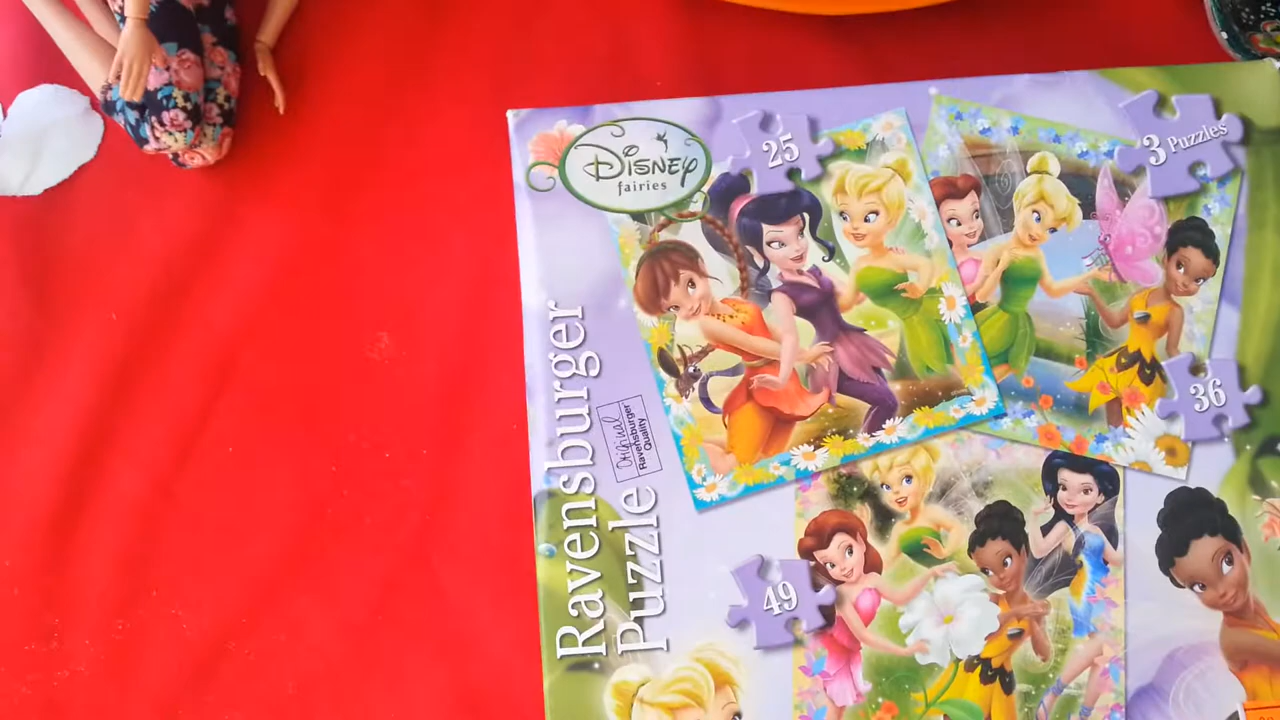 Disney
fairies
25
3 Puzzles
36
49
Ravensburger
Puzzle
Original
Ravensburger
Quality